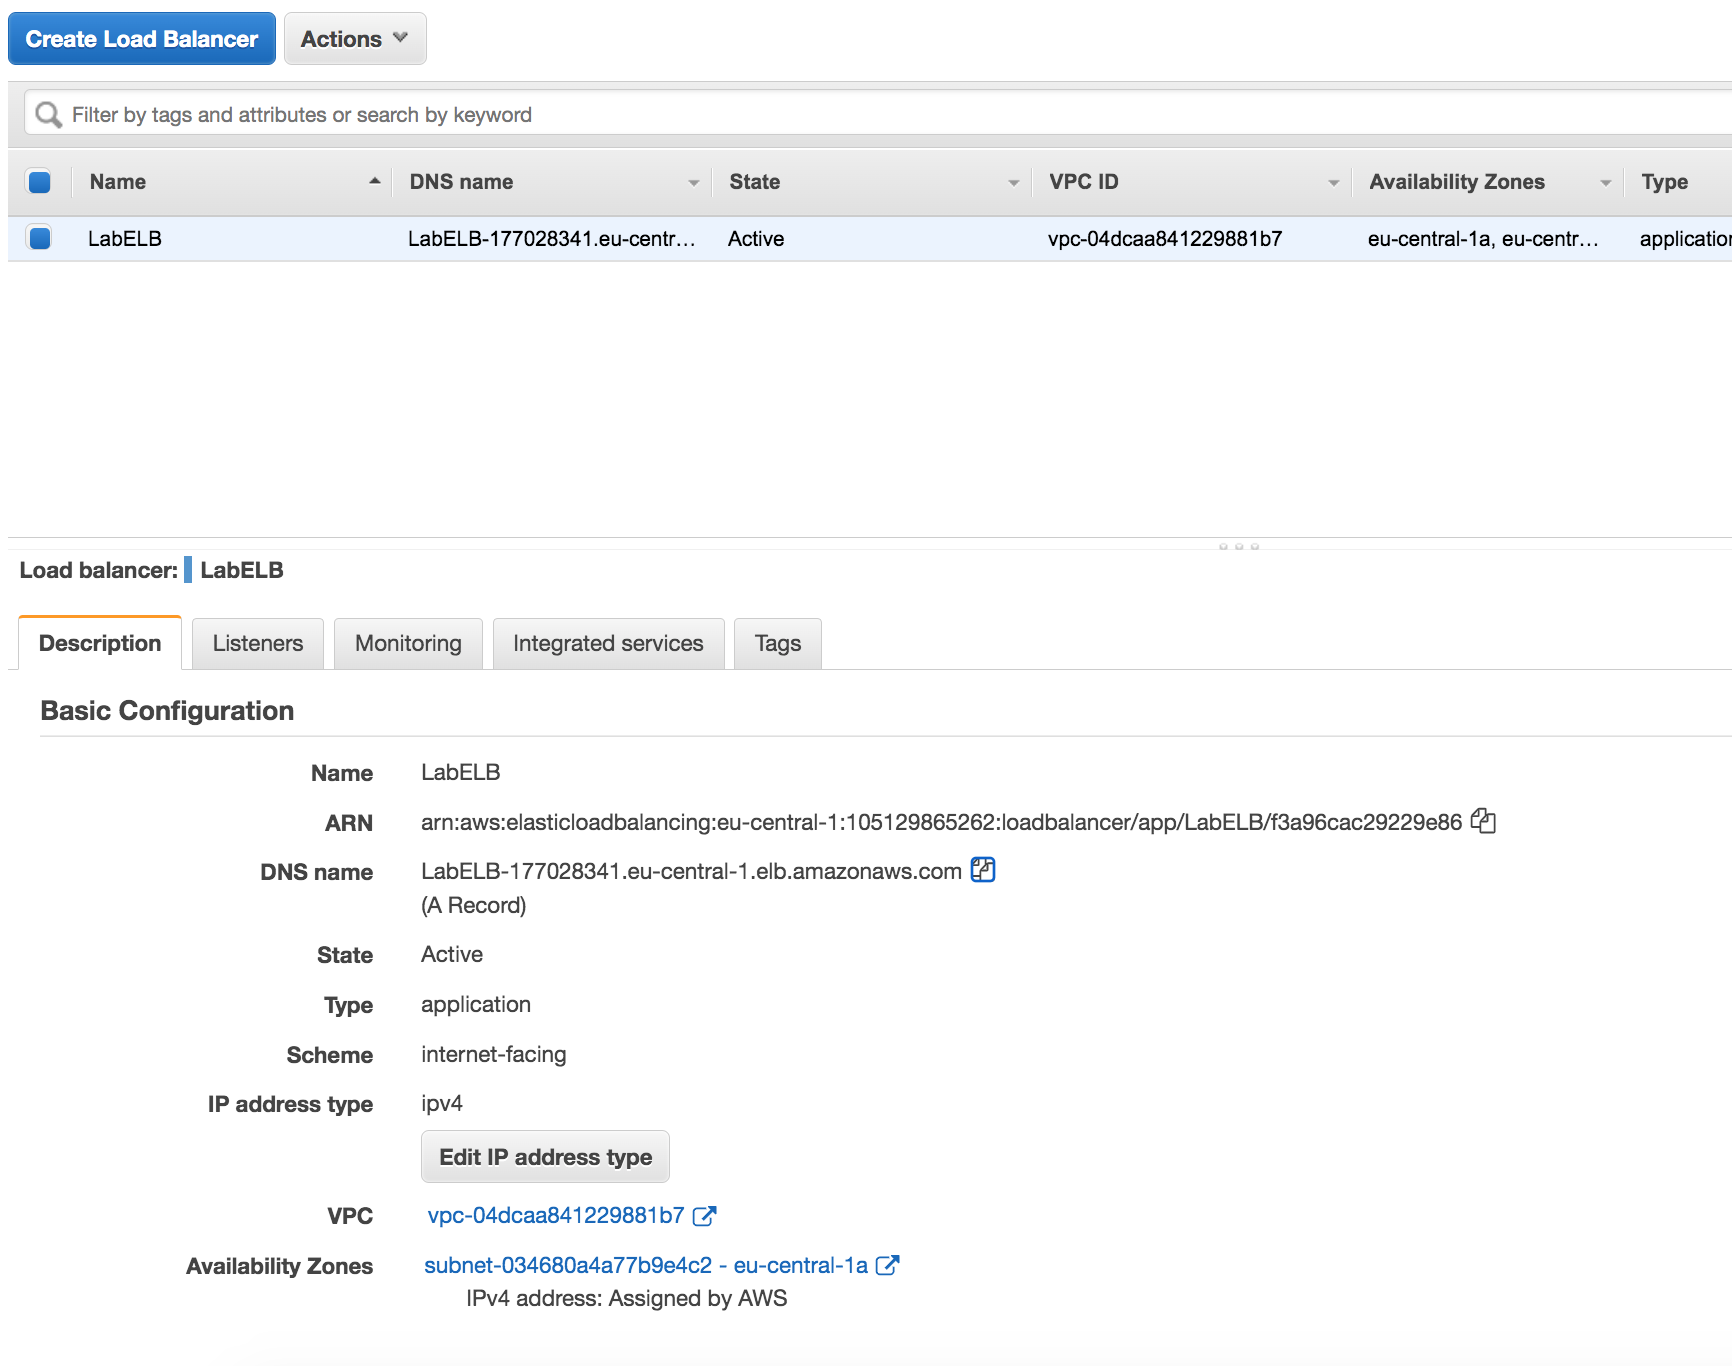 Create Load Balancer Actions
Filter by tags and attributes or search by keyword
Name DNS name State VPC ID Availability Zones Type
LabELB LabELB-177028341.eu-centr... Active vpc-04dcaa841229881b7 eu-central-1a, eu-centr... application
Load balancer: LabELB
Description Listeners Monitoring Integrated services Tags
Basic Configuration
Name LabELB
ARN arn:aws:elasticloadbalancing:eu-central-1:105129865262:loadbalancer/app/LabELB/f3a96cac29229e86
DNS name LabELB-177028341.eu-central-1.elb.amazonaws.com
(A Record)
State Active
Type application
Scheme internet-facing
IP address type ipv4
Edit IP address type
VPC vpc-04dcaa841229881b7
Availability Zones subnet-034680a4a77b9e4c2 - eu-central-1a
IPv4 address: Assigned by AWS